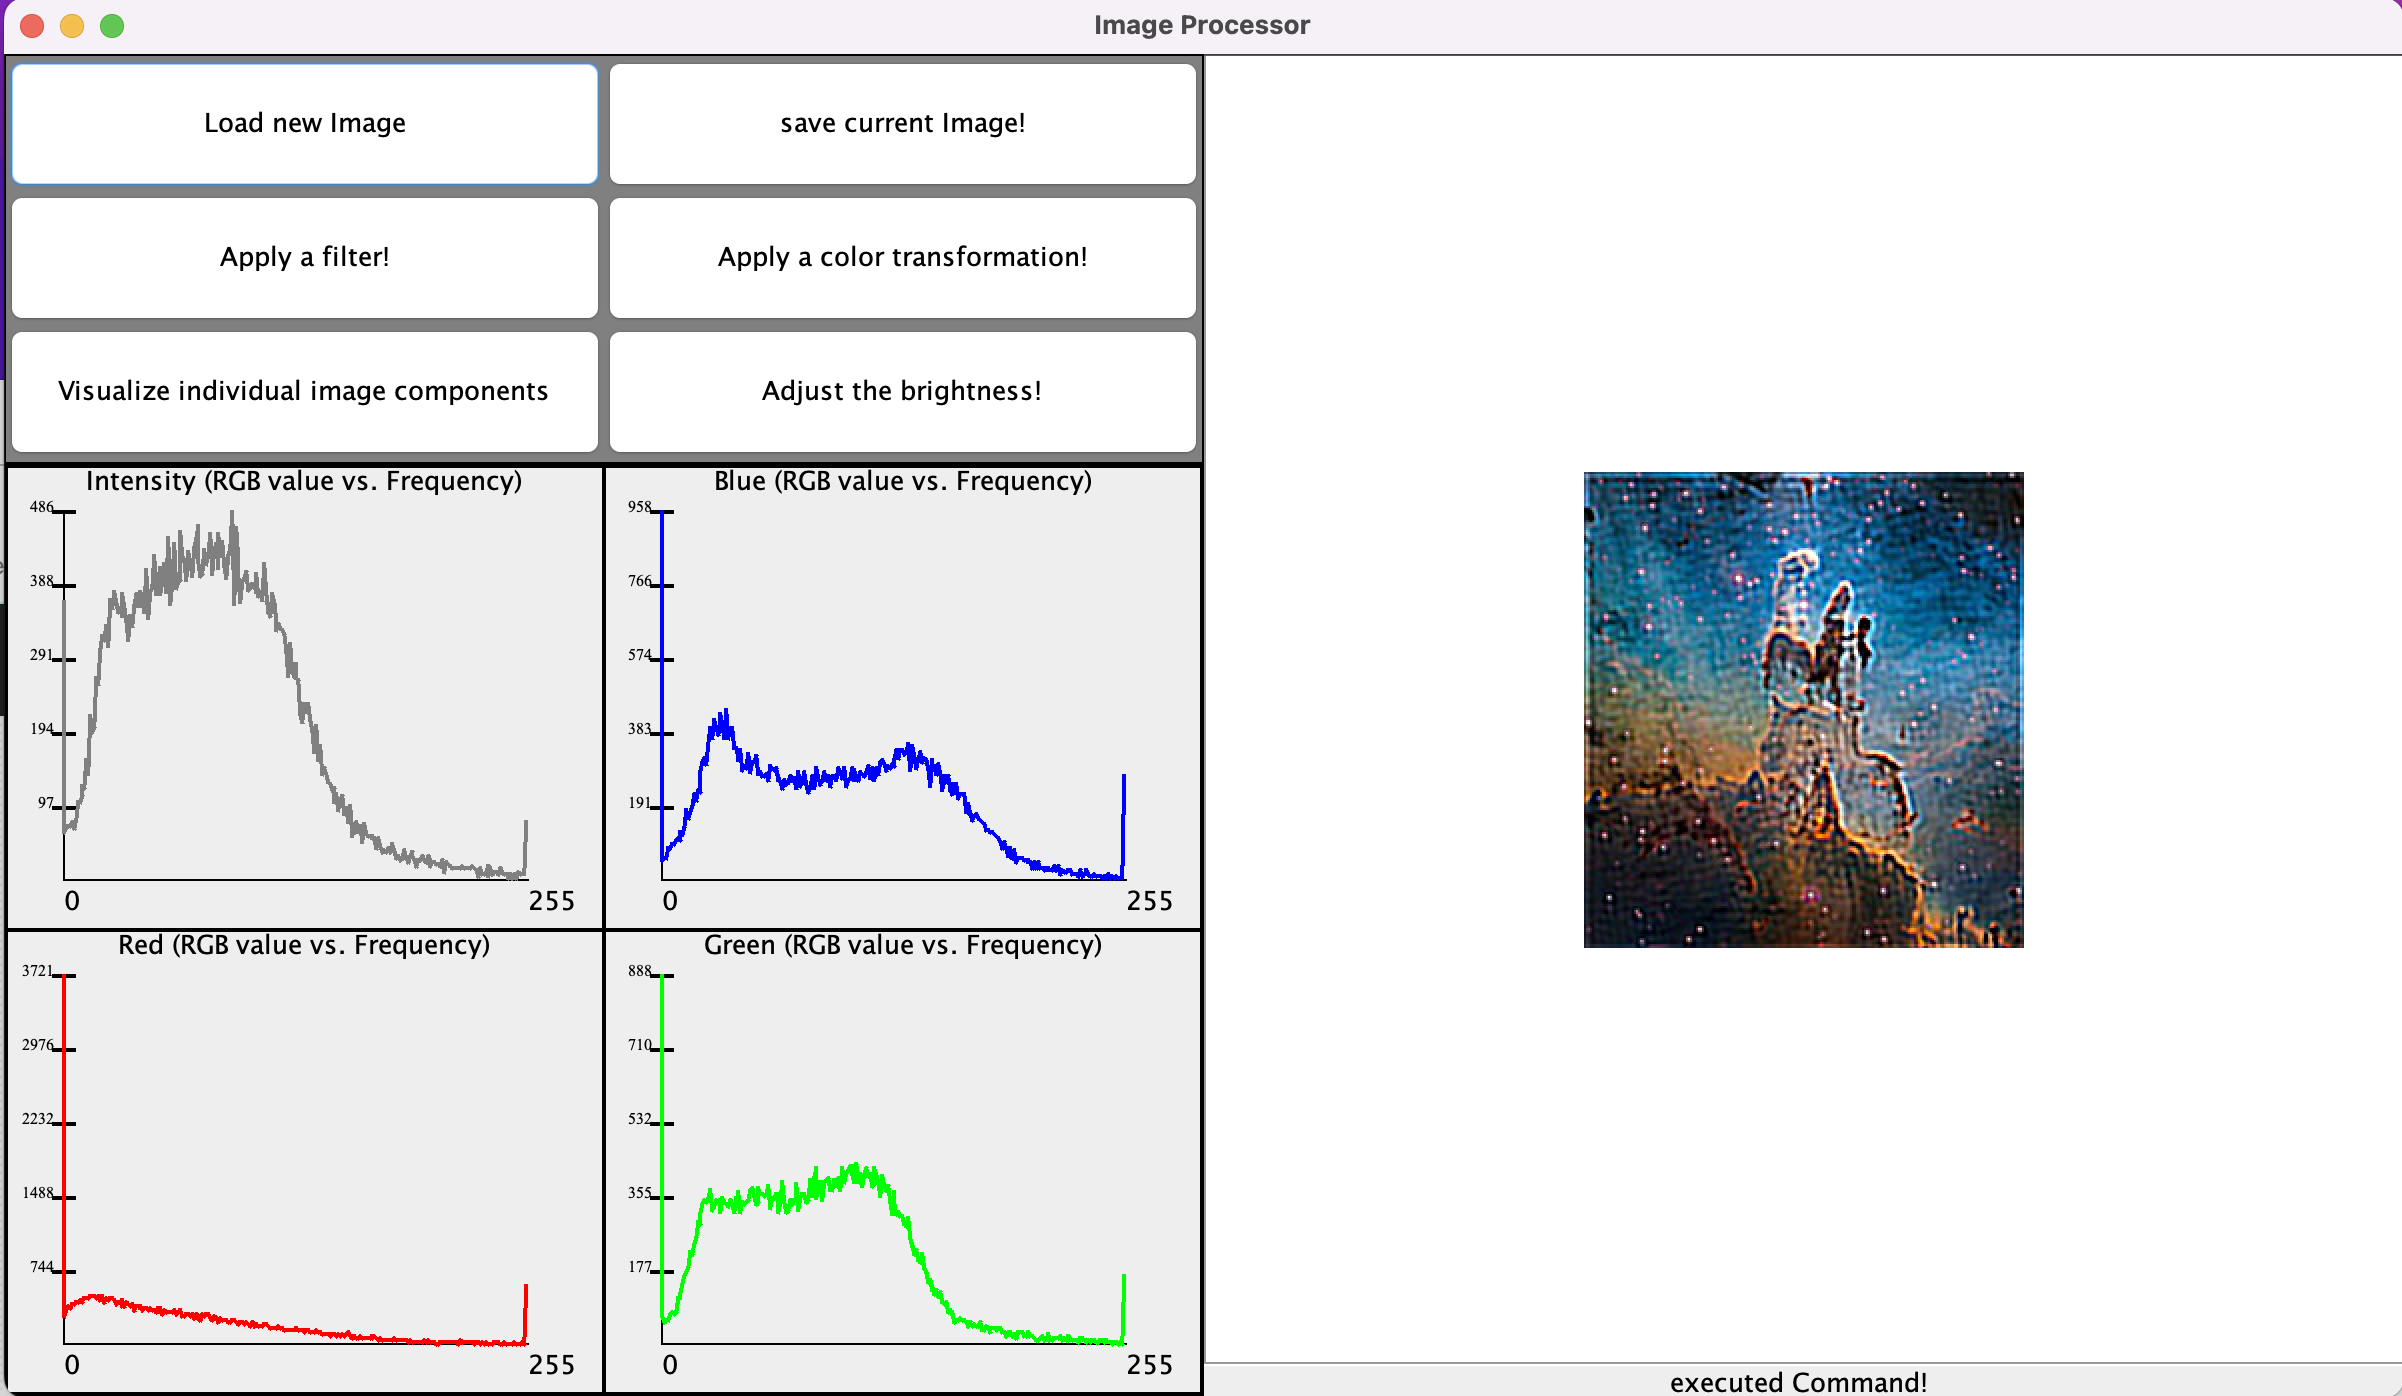 Image Processor
Load new Image
save current Image!
Apply a filter!
Apply a color transformation!
Visualize individual image components
Adjust the brightness!
Intensity (RGB value vs. Frequency)
486
388
291
194
97
0
255
Blue (RGB value vs. Frequency)
958
766
574
383
191
0
255
Red (RGB value vs. Frequency)
3721
2976
2232
1488
744
0
255
Green (RGB value vs. Frequency)
888
710
532
355
177
0
255
executed Command!